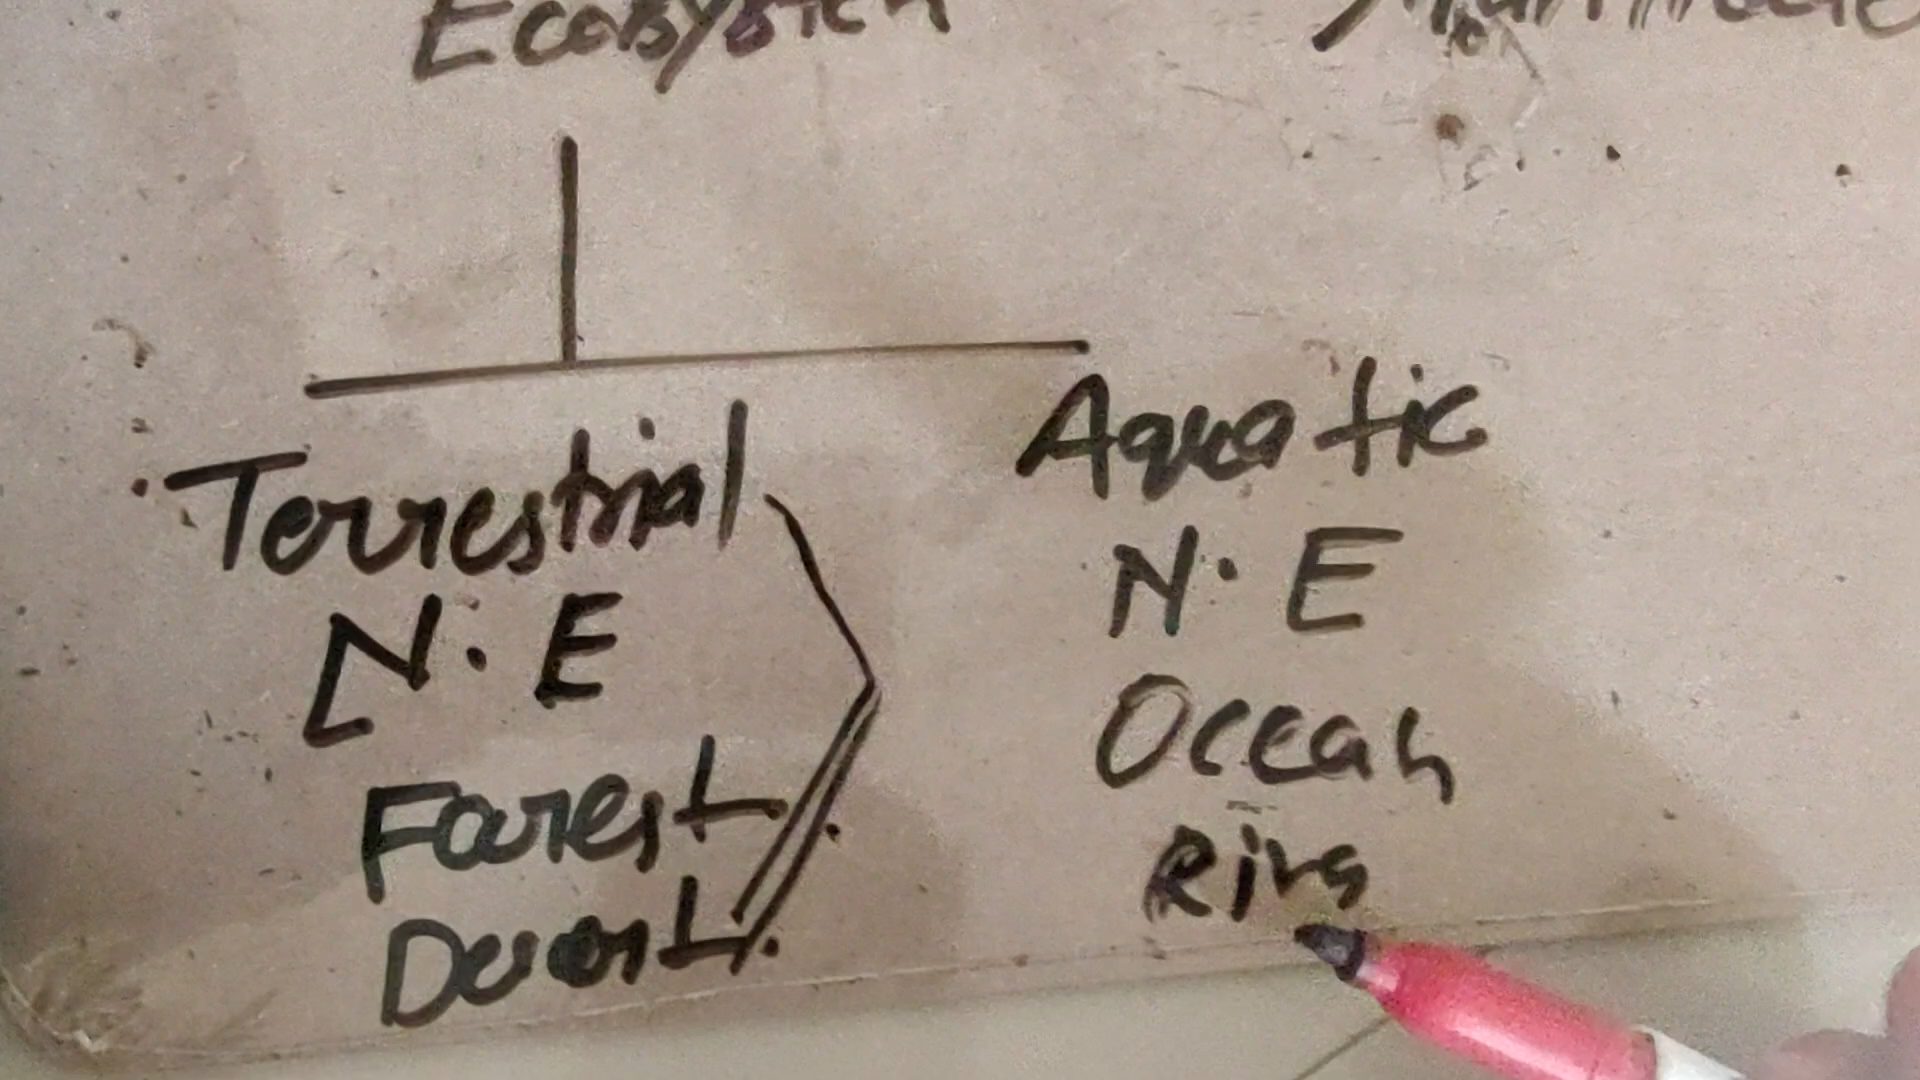 Ecosystem
Terrestrial
N. E
Forest
Desert
Aquatic
N. E
Ocean
River